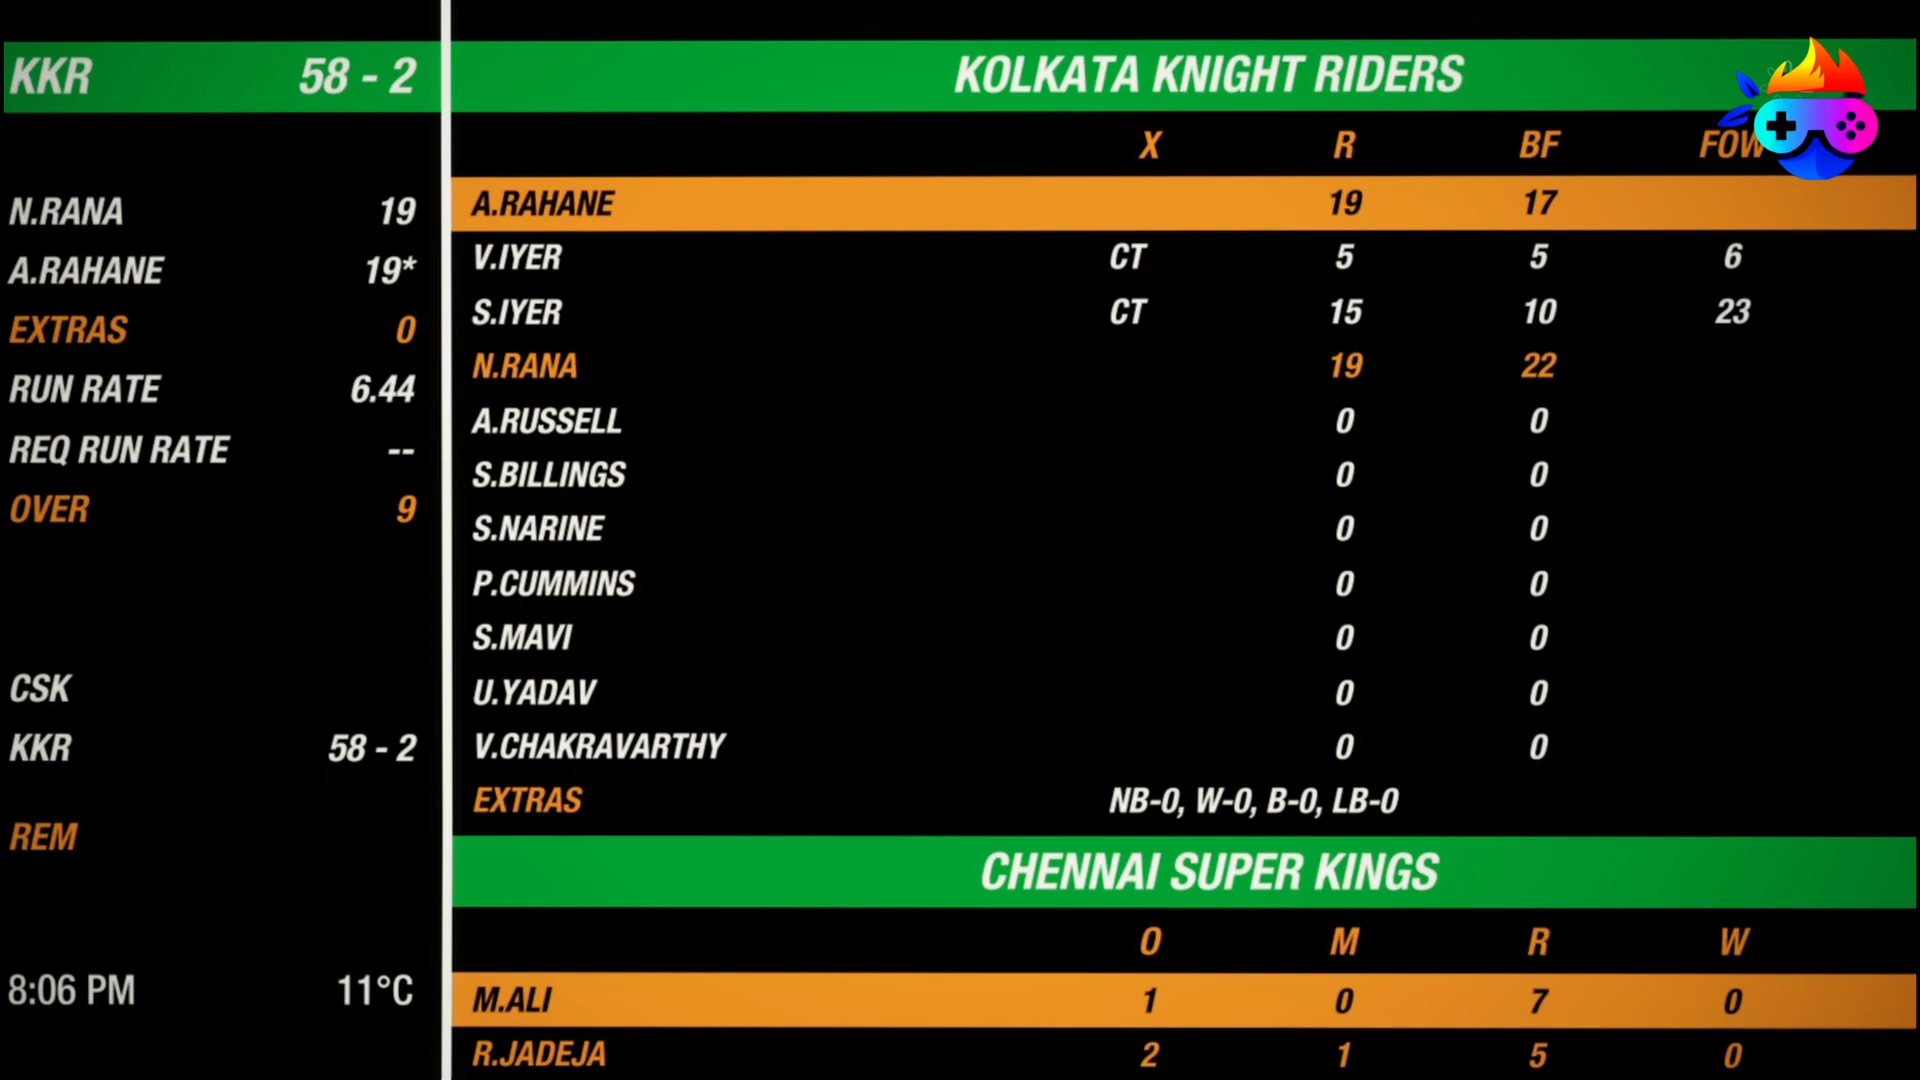 KKR 58 - 2
N.RANA 19
A.RAHANE 19*
EXTRAS 0
RUN RATE 6.44
REQ RUN RATE --
OVER 9
CSK
KKR 58 - 2
REM
8:06 PM 11°C
KOLKATA KNIGHT RIDERS
X R BF FOW
A.RAHANE 19 17
V.IYER CT 5 5 6
S.IYER CT 15 10 23
N.RANA 19 22
A.RUSSELL 0 0
S.BILLINGS 0 0
S.NARINE 0 0
P.CUMMINS 0 0
S.MAVI 0 0
U.YADAV 0 0
V.CHAKRAVARTHY 0 0
EXTRAS NB-0, W-0, B-0, LB-0
CHENNAI SUPER KINGS
O M R W
M.ALI 1 0 7 0
R.JADEJA 2 1 5 0